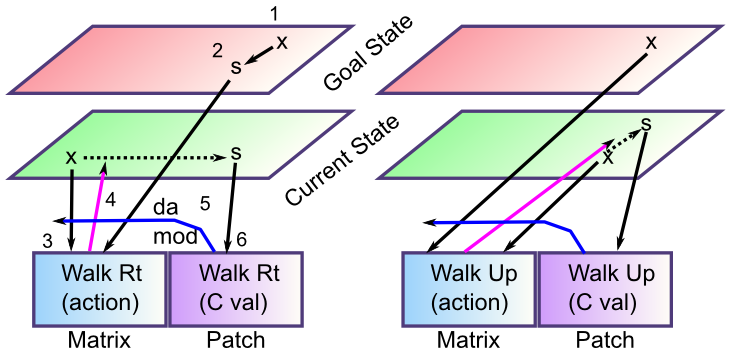 1
x
2
s
Goal State
x
x
s
Current State
s
x
4
5
da
mod
3
6
Walk Rt
(action)
Walk Rt
(C val)
Walk Up
(action)
Walk Up
(C val)
Matrix
Patch
Matrix
Patch